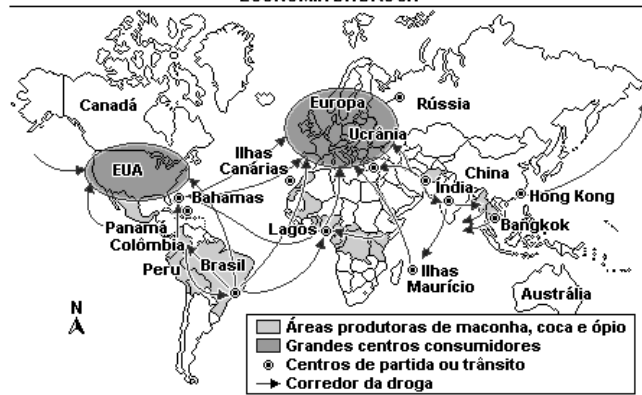 Canadá
Europa
Rússia
Ucrânia
Ilhas
Canárias
EUA
China
Índia
Hong Kong
Bahamas
Bangkok
Lagos
Panamá
Colômbia
Peru
Brasil
Ilhas
Maurício
Austrália
N
Áreas produtoras de maconha, coca e ópio
Grandes centros consumidores
Centros de partida ou trânsito
Corredor da droga